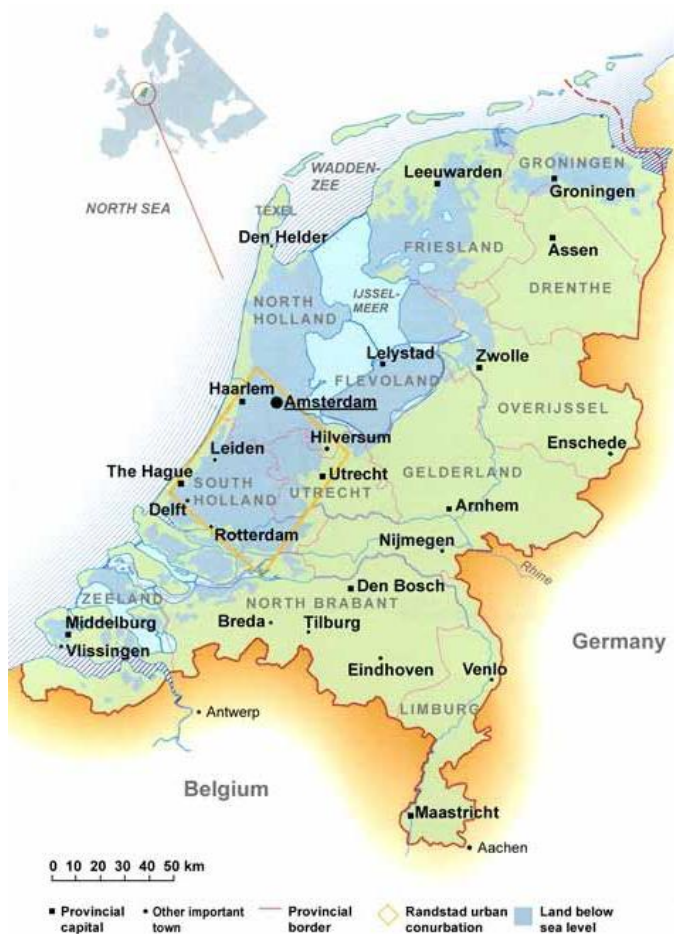 WADDEN-
ZEE
NORTH SEA
TEXEL
Den Helder
Leeuwarden
GRONINGEN
Groningen
FRIESLAND
Assen
DRENTHE
NORTH
HOLLAND
IJSSEL-
MEER
Lelystad
FLEVOLAND
Zwolle
Haarlem
Amsterdam
OVERIJSSEL
Hilversum
Enschede
Leiden
The Hague
SOUTH
HOLLAND
UTRECHT
Utrecht
GELDERLAND
Delft
Arnhem
Rotterdam
Nijmegen
Rhine
ZEELAND
Den Bosch
NORTH BRABANT
Middelburg
Breda
Tilburg
Vlissingen
Eindhoven
Venlo
Germany
LIMBURG
Antwerp
Belgium
Maastricht
Aachen
0 10 20 30 40 50 km
Provincial
capital
Other important
town
Provincial
border
Randstad urban
conurbation
Land below
sea level